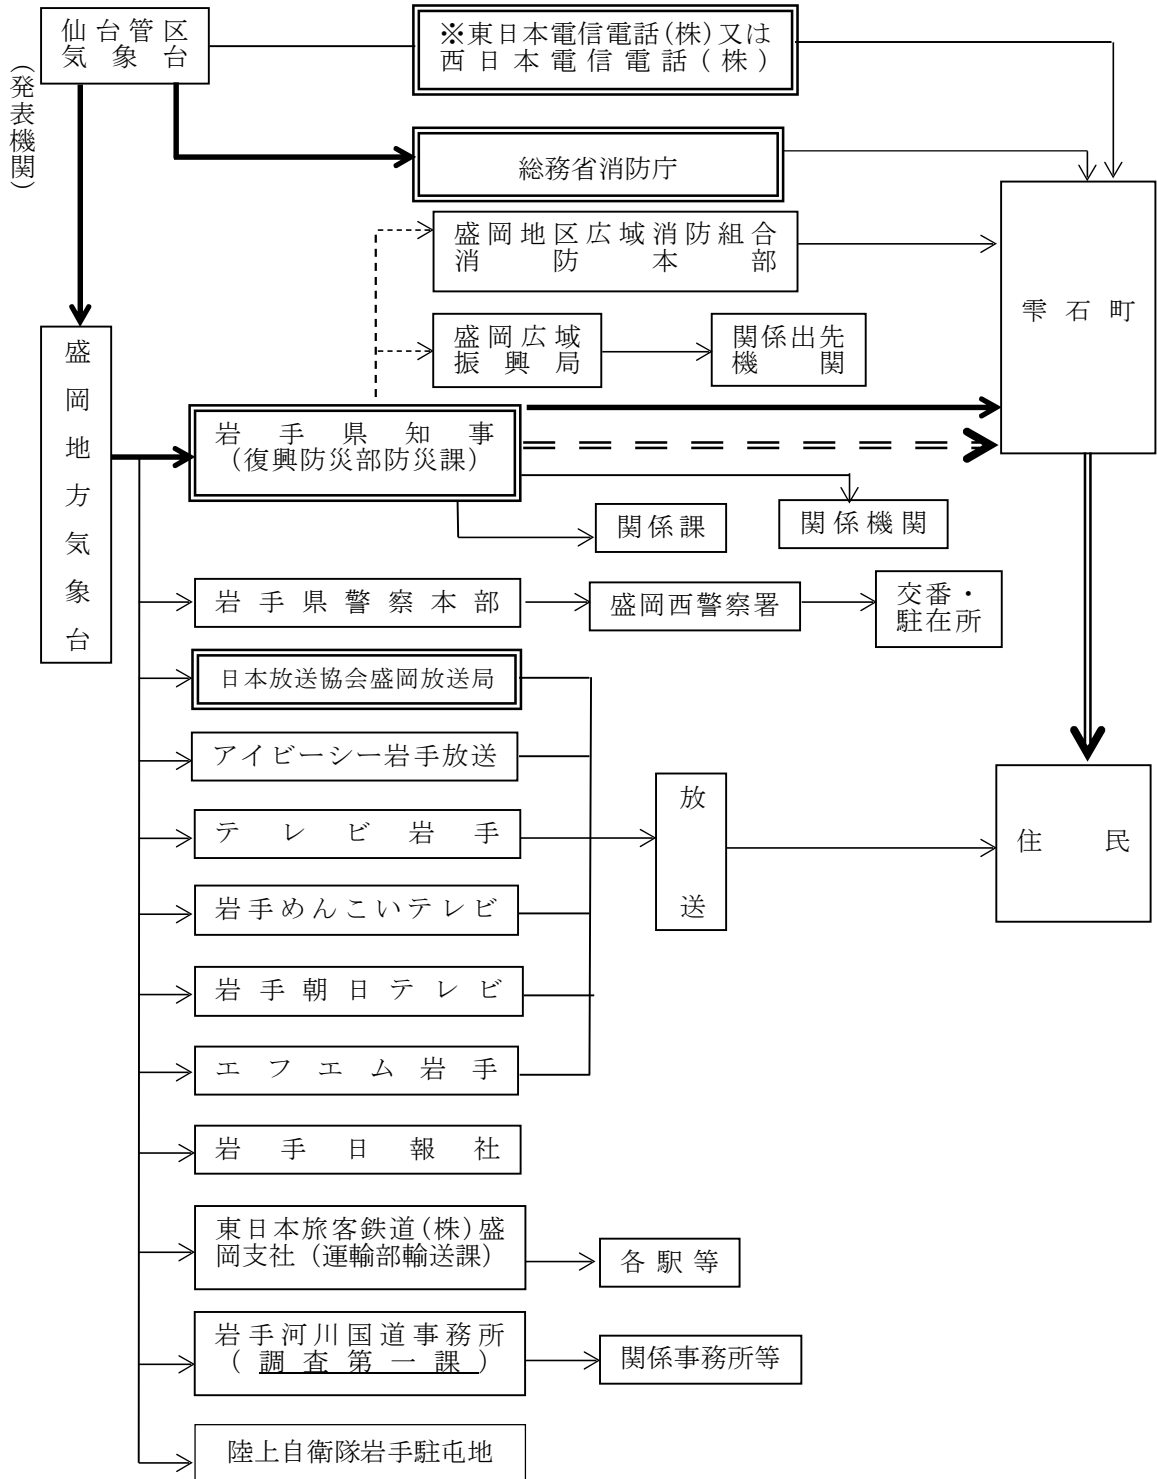 仙台管区
気象台
(発表機関)
※東日本電信電話(株)又は
西日本電信電話(株)
総務省消防庁
盛岡地区広域消防組合
消防本部
雫石町
盛岡広域
振興局
関係出先
機関
盛岡地方気象台
岩手県知事
(復興防災部防災課)
関係課
関係機関
岩手県警察本部
盛岡西警察署
交番・
駐在所
日本放送協会盛岡放送局
アイビーシー岩手放送
テレビ岩手
岩手めんこいテレビ
岩手朝日テレビ
エフエム岩手
放送
住民
岩手日報社
東日本旅客鉄道(株)盛
岡支社(運輸部輸送課)
各駅等
岩手河川国道事務所
(調査第一課)
関係事務所等
陸上自衛隊岩手駐屯地